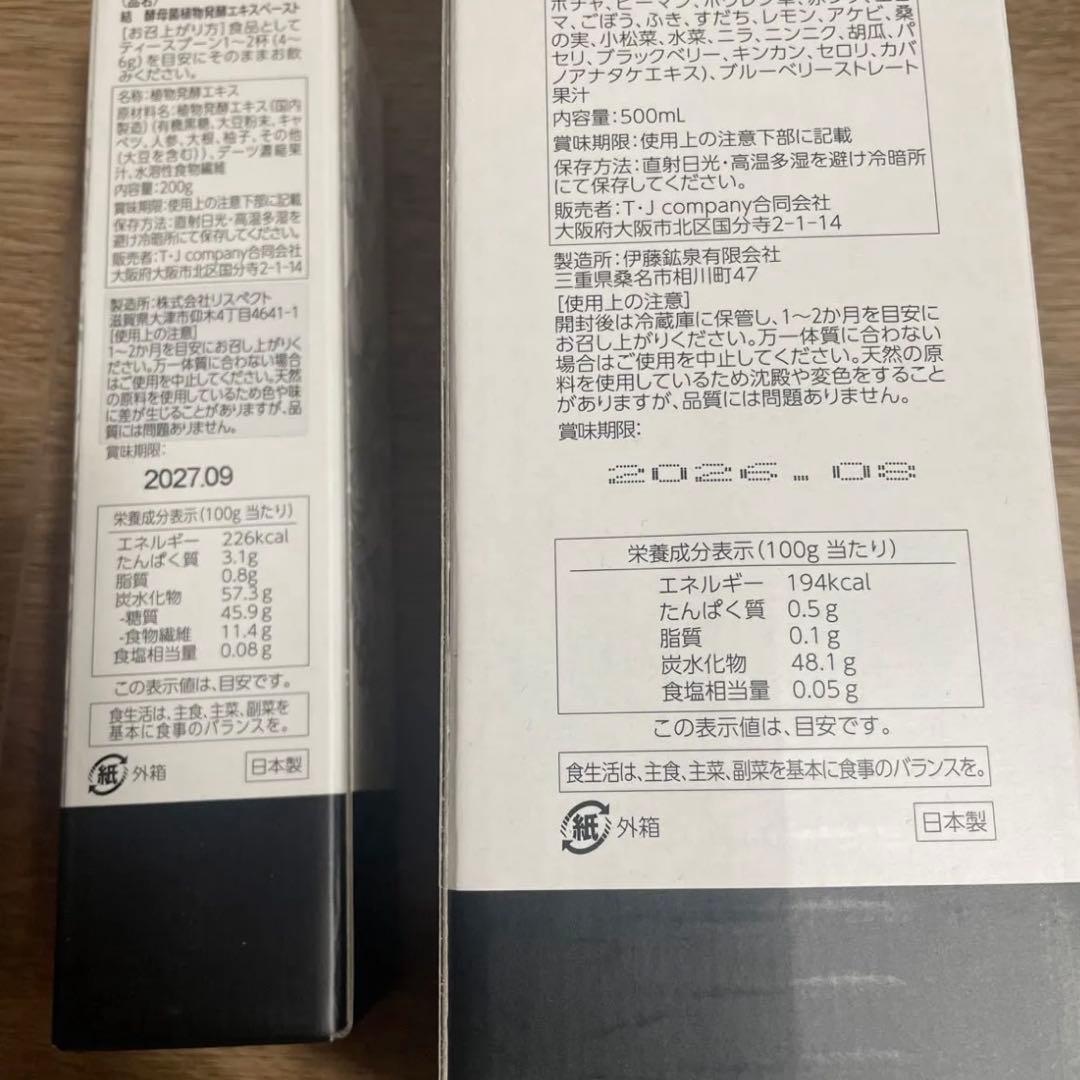 (品名)
結 酵母菌植物発酵エキスペースト
[お召上がり方]食品として
ティースプーン1〜2杯(4〜
6g)を目安にそのままお飲
みください。
名称:植物発酵エキス
原材料名:植物発酵エキス(国内
製造)(有機黒糖、大豆粉末、キャ
ベツ、人参、大根、柚子、その他
(大豆を含む))、デーツ濃縮果
汁、水溶性食物繊維
内容量:200g
賞味期限:使用上の注意下部に記載
保存方法:直射日光・高温多湿を
避け冷暗所にて保存してください。
販売者:T・J company合同会社
大阪府大阪市北区国分寺2-1-14
製造所:株式会社リスペクト
滋賀県大津市仰木4丁目4641-1
[使用上の注意]
1〜2か月を目安にお召し上がりく
ださい。万一体質に合わない場合
はご使用を中止してください。天然
の原料を使用しているため色や味
に差が生じることがありますが、品
質には問題ありません。
賞味期限:
2027.09
栄養成分表示(100g 当たり)
エネルギー 226kcal
たんぱく質 3.1g
脂質 0.8g
炭水化物 57.3g
-糖質 45.9g
-食物繊維 11.4g
食塩相当量 0.08g
この表示値は、目安です。
食生活は、主食、主菜、副菜を
基本に食事のバランスを。
紙 外箱 日本製
マ、ごぼう、ふき、すだち、レモン、アケビ、桑
の実、小松菜、水菜、ニラ、ニンニク、胡瓜、パ
セリ、ブラックベリー、キンカン、セロリ、カバ
ノアナタケエキス)、ブルーベリーストレート
果汁
内容量:500mL
賞味期限:使用上の注意下部に記載
保存方法:直射日光・高温多湿を避け冷暗所
にて保存してください。
販売者:T・J company合同会社
大阪府大阪市北区国分寺2-1-14
製造所:伊藤鉱泉有限会社
三重県桑名市相川町47
[使用上の注意]
開封後は冷蔵庫に保管し、1〜2か月を目安に
お召し上がりください。万一体質に合わない
場合はご使用を中止してください。天然の原
料を使用しているため沈殿や変色をすること
がありますが、品質には問題ありません。
賞味期限:
2026.08
栄養成分表示(100g 当たり)
エネルギー 194kcal
たんぱく質 0.5g
脂質 0.1g
炭水化物 48.1g
食塩相当量 0.05g
この表示値は、目安です。
食生活は、主食、主菜、副菜を基本に食事のバランスを。
紙 外箱 日本製